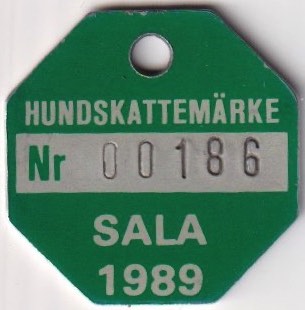 HUNDSKATTEMÄRKE
Nr 00186
SALA
1989